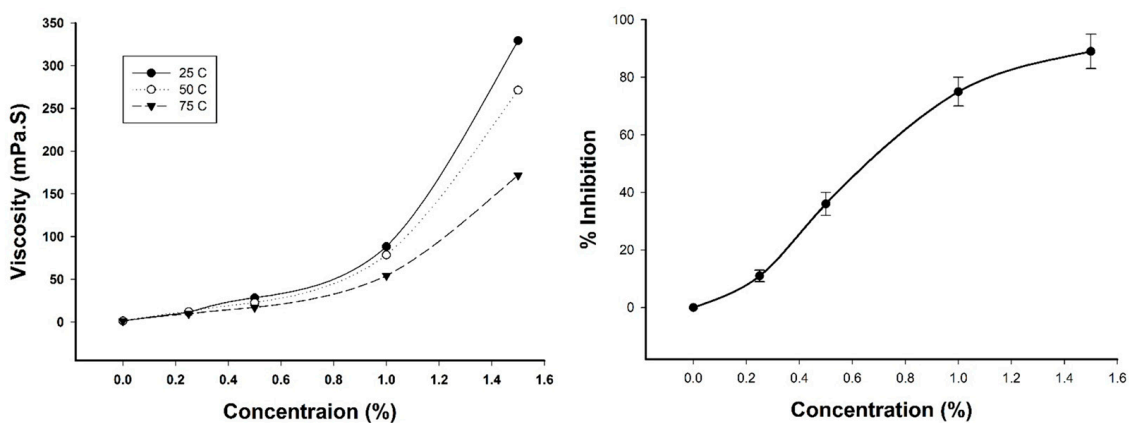 Viscosity (mPa.S)
350
300
250
200
150
100
50
0
25 C
50 C
75 C
0.0 0.2 0.4 0.6 0.8 1.0 1.2 1.4 1.6
Concentraion (%)
% Inhibition
100
80
60
40
20
0
0.0 0.2 0.4 0.6 0.8 1.0 1.2 1.4 1.6
Concentration (%)